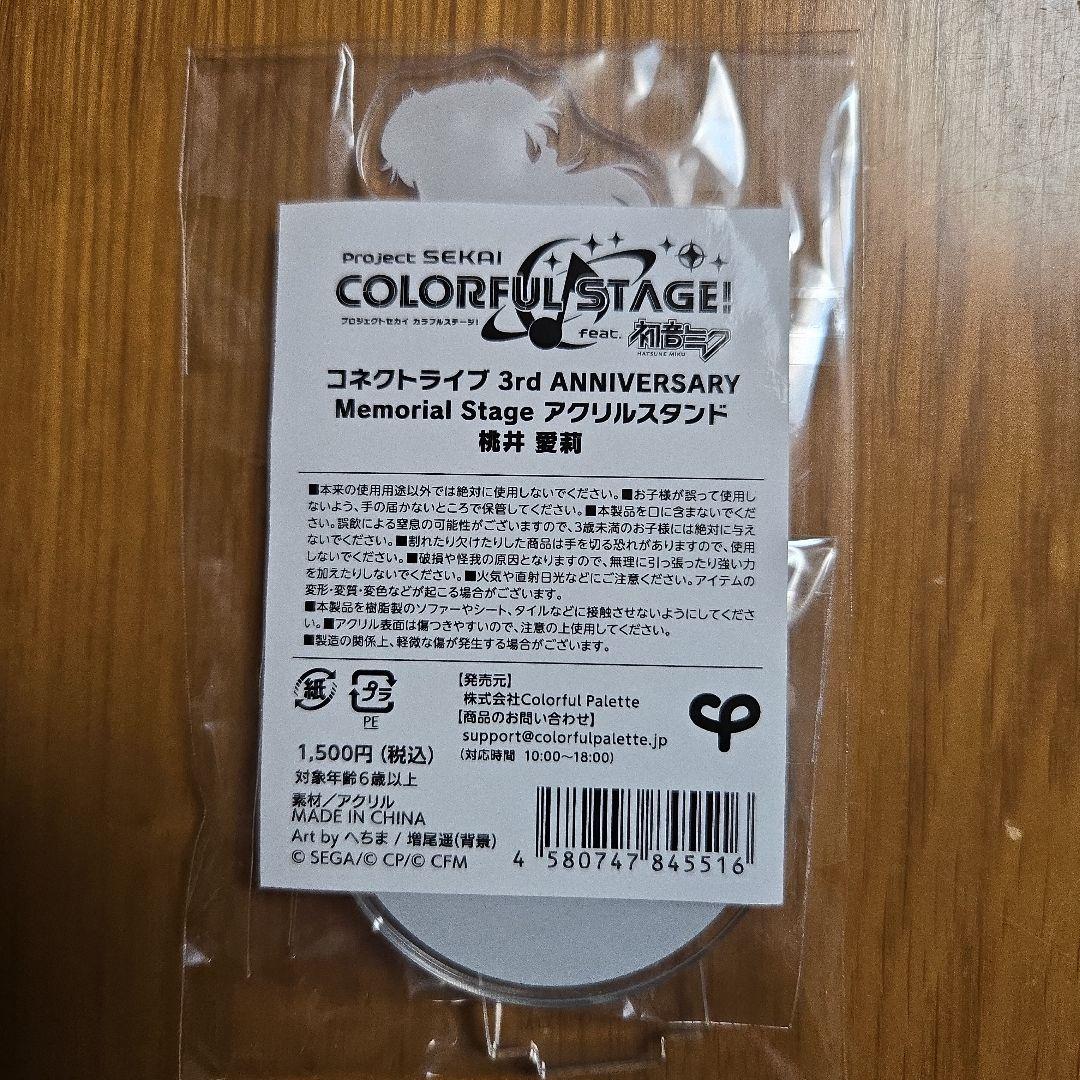 Project SEKAI
COLORFUL STAGE!
プロジェクトセカイ カラフルステージ!
feat. 初音ミク
HATSUNE MIKU
コネクトライブ 3rd ANNIVERSARY
Memorial Stage アクリルスタンド
桃井 愛莉
■本来の使用用途以外では絶対に使用しないでください。■お子様が誤って使用し
ないよう、手の届かないところで保管してください。■本製品を口に含まないでくだ
さい。誤飲による窒息の可能性がございますので、3歳未満のお子様には絶対に与え
ないでください。■割れたり欠けたりした商品は手を切る恐れがありますので、使用
しないでください。■破損や怪我の原因となりますので、無理に引っ張ったり強い力
を加えたりしないでください。■火気や直射日光などにご注意ください。アイテムの
変形・変質・変色などが起こる場合がございます。
■本製品を樹脂製のソファーやシート、タイルなどに接触させないようにしてくださ
い。■アクリル表面は傷つきやすいので、注意の上使用してください。
■製造の関係上、軽微な傷が発生する場合がございます。
紙
プラ
PE
【発売元】
株式会社Colorful Palette
【商品のお問い合わせ】
support@colorfulpalette.jp
(対応時間 10:00〜18:00)
1,500円(税込)
対象年齢6歳以上
素材/アクリル
MADE IN CHINA
Art by へちま / 増尾遥(背景)
© SEGA/© CP/© CFM
4 580747 845516